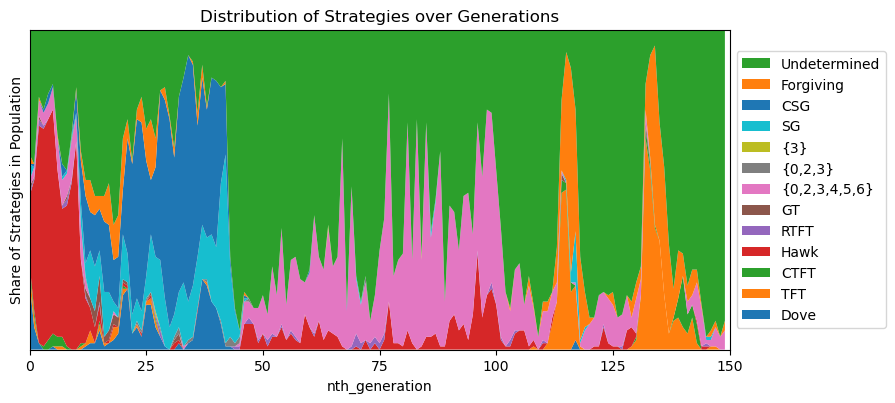 Distribution of Strategies over Generations
Share of Strategies in Population
0
25
50
75
100
125
150
nth_generation
Undetermined
Forgiving
CSG
SG
{3}
{0,2,3}
{0,2,3,4,5,6}
GT
RTFT
Hawk
CTFT
TFT
Dove